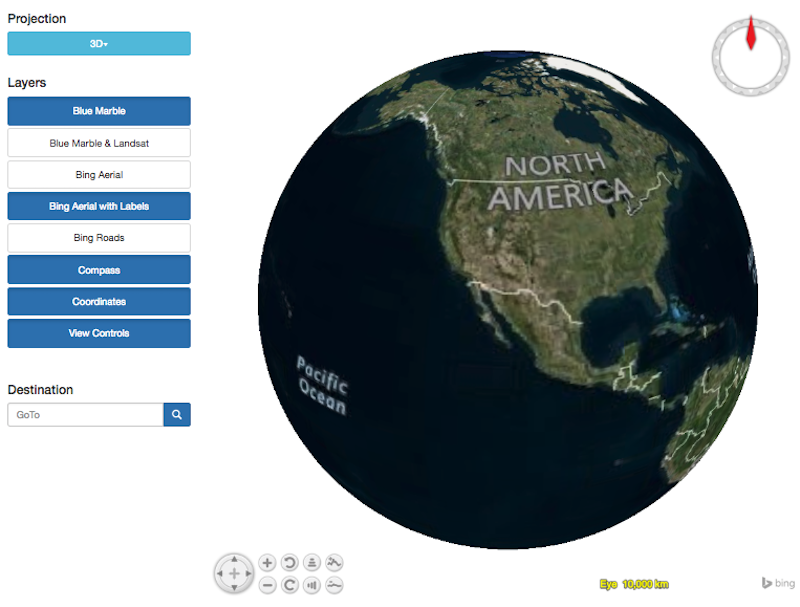 Projection
3D
Layers
Blue Marble
Blue Marble & Landsat
Bing Aerial
Bing Aerial with Labels
Bing Roads
Compass
Coordinates
View Controls
Destination
GoTo
NORTH
AMERICA
Pacific
Ocean
Eye 10,000 km
bing